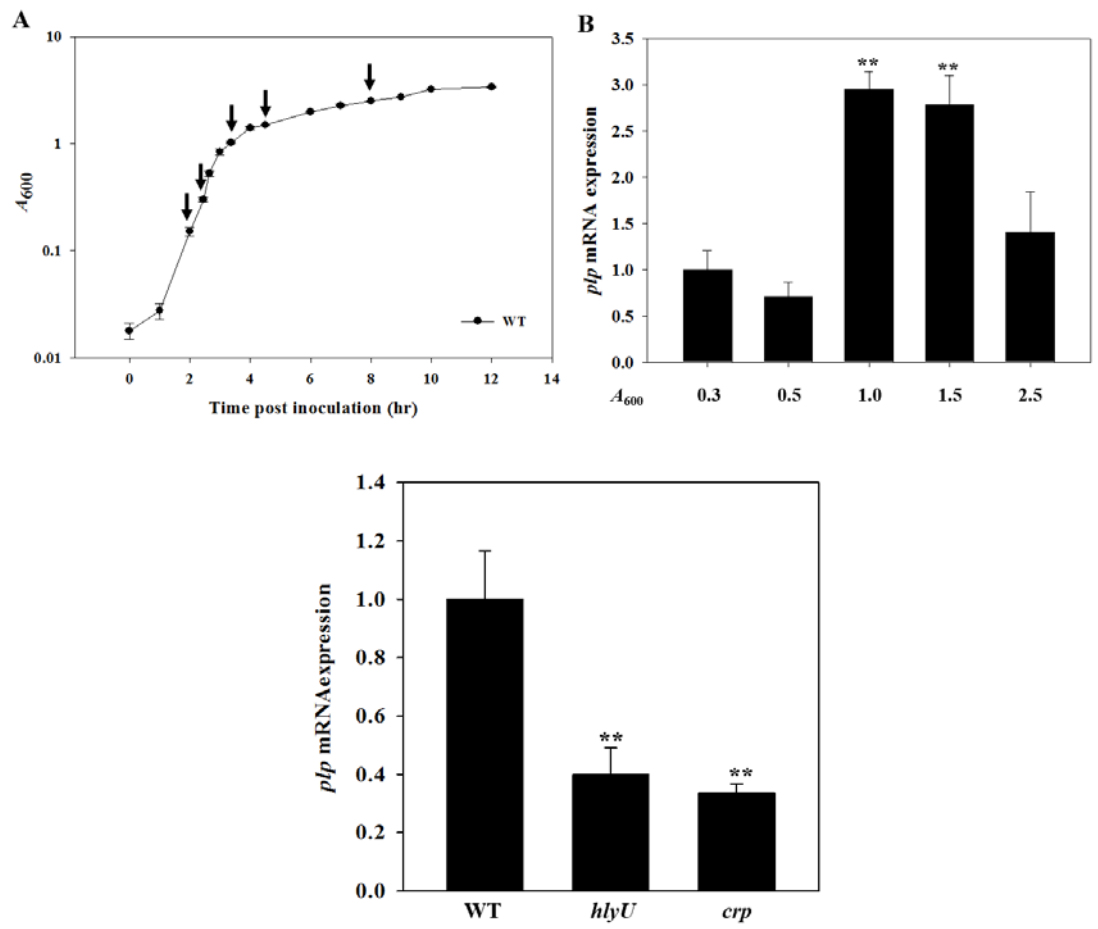 A
10
1
0.1
0.01
A600
WT
0 2 4 6 8 10 12 14
Time post inoculation (hr)
B
3.5
3.0
2.5
2.0
1.5
1.0
0.5
0.0
plp mRNA expression
** **
A600 0.3 0.5 1.0 1.5 2.5
1.4
1.2
1.0
0.8
0.6
0.4
0.2
0.0
plp mRNAexpression
**
**
WT hlyU crp